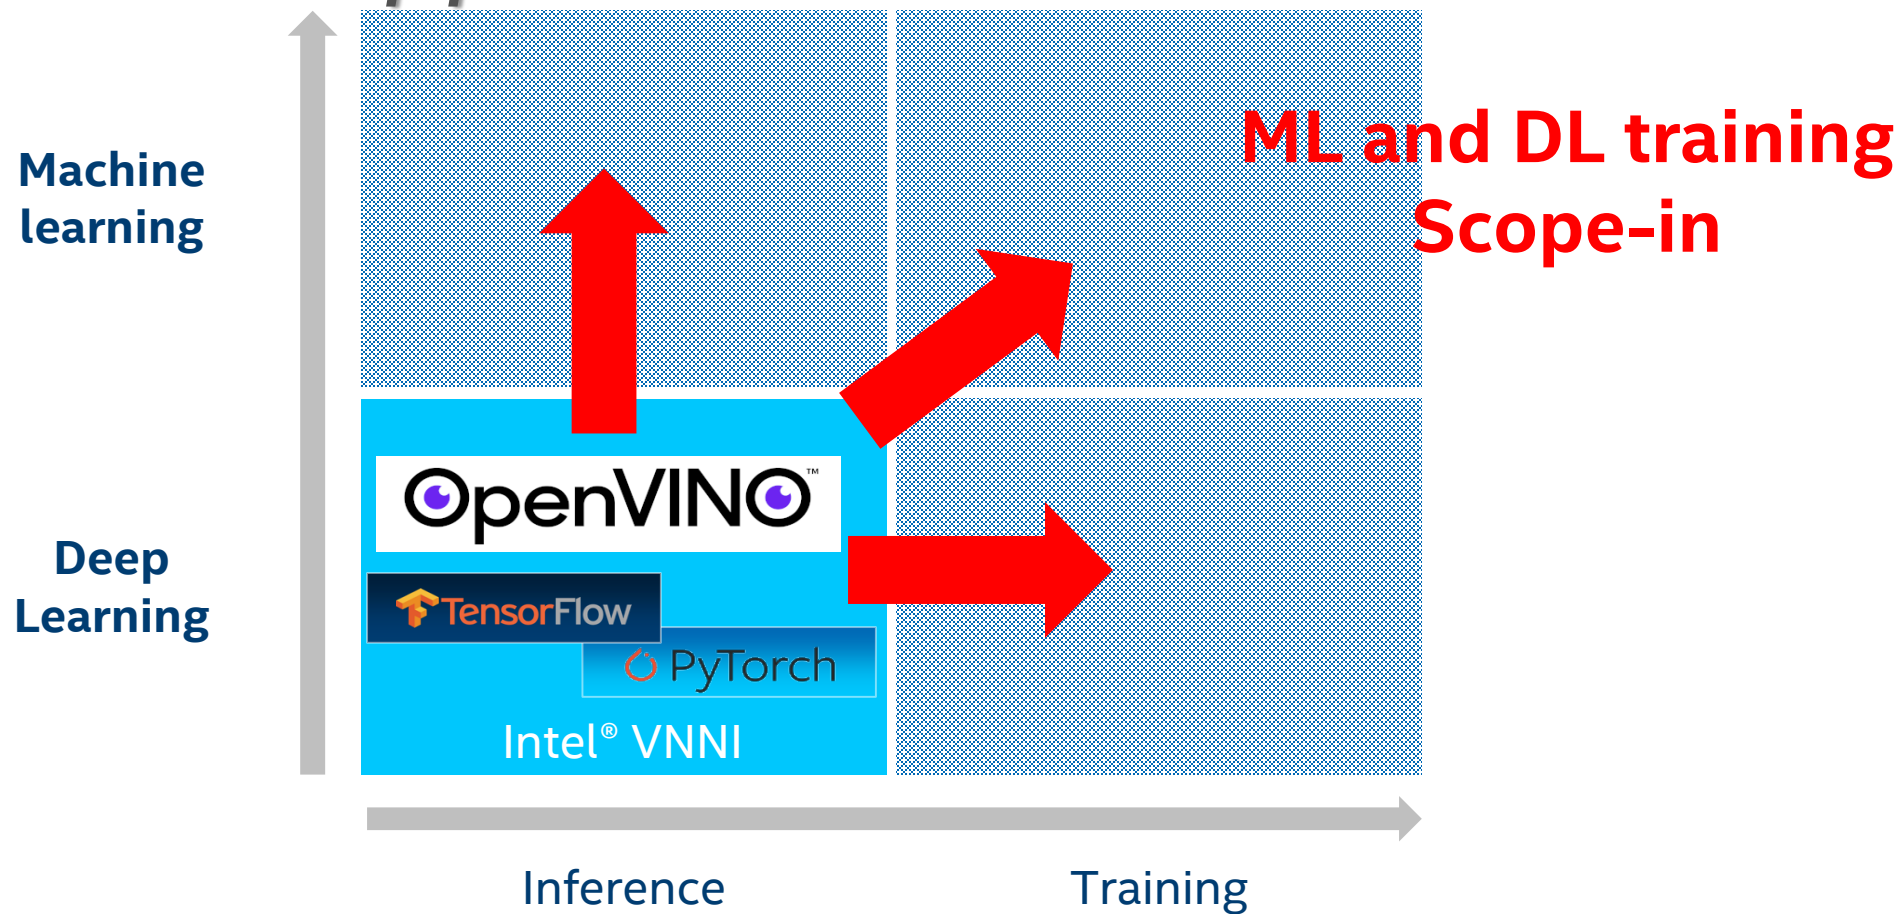 ML and DL training
Scope-in
Machine
learning
OpenVINO™
Deep
Learning
TensorFlow
PyTorch
Intel® VNNI
Inference
Training